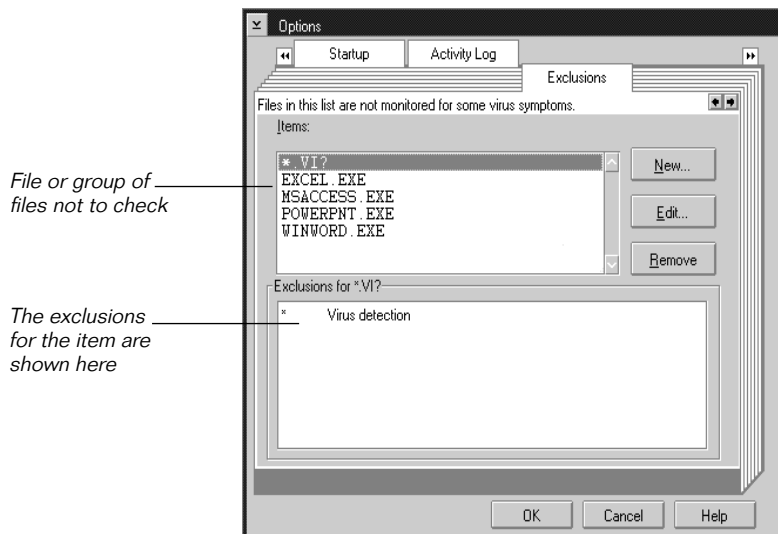 Options
Startup
Activity Log
Exclusions
Files in this list are not monitored for some virus symptoms.
Items:
*.VI?
EXCEL.EXE
MSACCESS.EXE
POWERPNT.EXE
WINWORD.EXE
New...
Edit...
Remove
File or group of
files not to check
Exclusions for *.VI?
* Virus detection
The exclusions
for the item are
shown here
OK
Cancel
Help